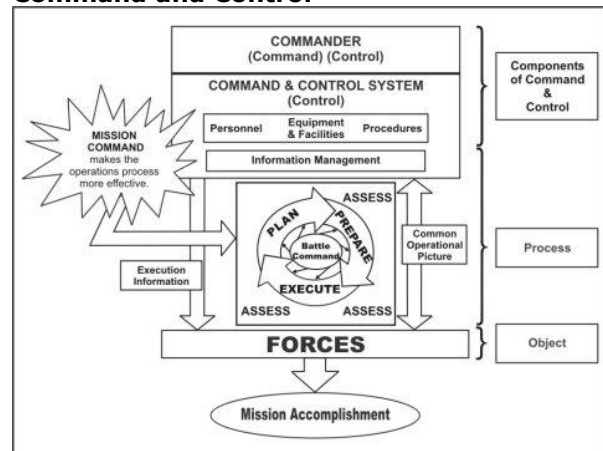 Command and Control
COMMANDER
(Command) (Control)
COMMAND & CONTROL SYSTEM
(Control)
Personnel
Equipment
& Facilities
Procedures
Information Management
Components
of Command
&
Control
MISSION
COMMAND
makes the
operations process
more effective.
ASSESS
PLAN
PREPARE
Battle
Command
EXECUTE
ASSESS
ASSESS
Execution
Information
Common
Operational
Picture
Process
FORCES
Object
Mission Accomplishment